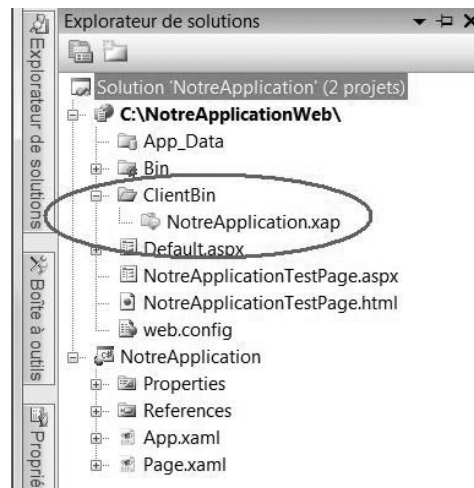 Explorateur de solutions
Solution 'NotreApplication' (2 projets)
C:\NotreApplicationWeb\
App_Data
Bin
ClientBin
NotreApplication.xap
Default.aspx
NotreApplicationTestPage.aspx
NotreApplicationTestPage.html
web.config
NotreApplication
Properties
References
App.xaml
Page.xaml
Explorateur de solutions
Boîte à outils